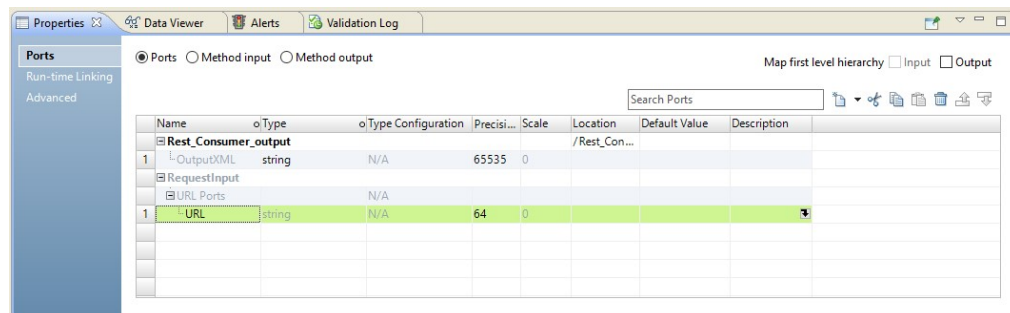 Properties Data Viewer Alerts Validation Log
Ports Ports Method input Method output
Map first level hierarchy Input Output
Run-time Linking
Advanced
Search Ports
Name Type Type Configuration Precisi... Scale Location Default Value Description
Rest_Consumer_output /Rest_Con...
1 OutputXML string N/A 65535 0
RequestInput
URL Ports N/A
1 URL string N/A 64 0